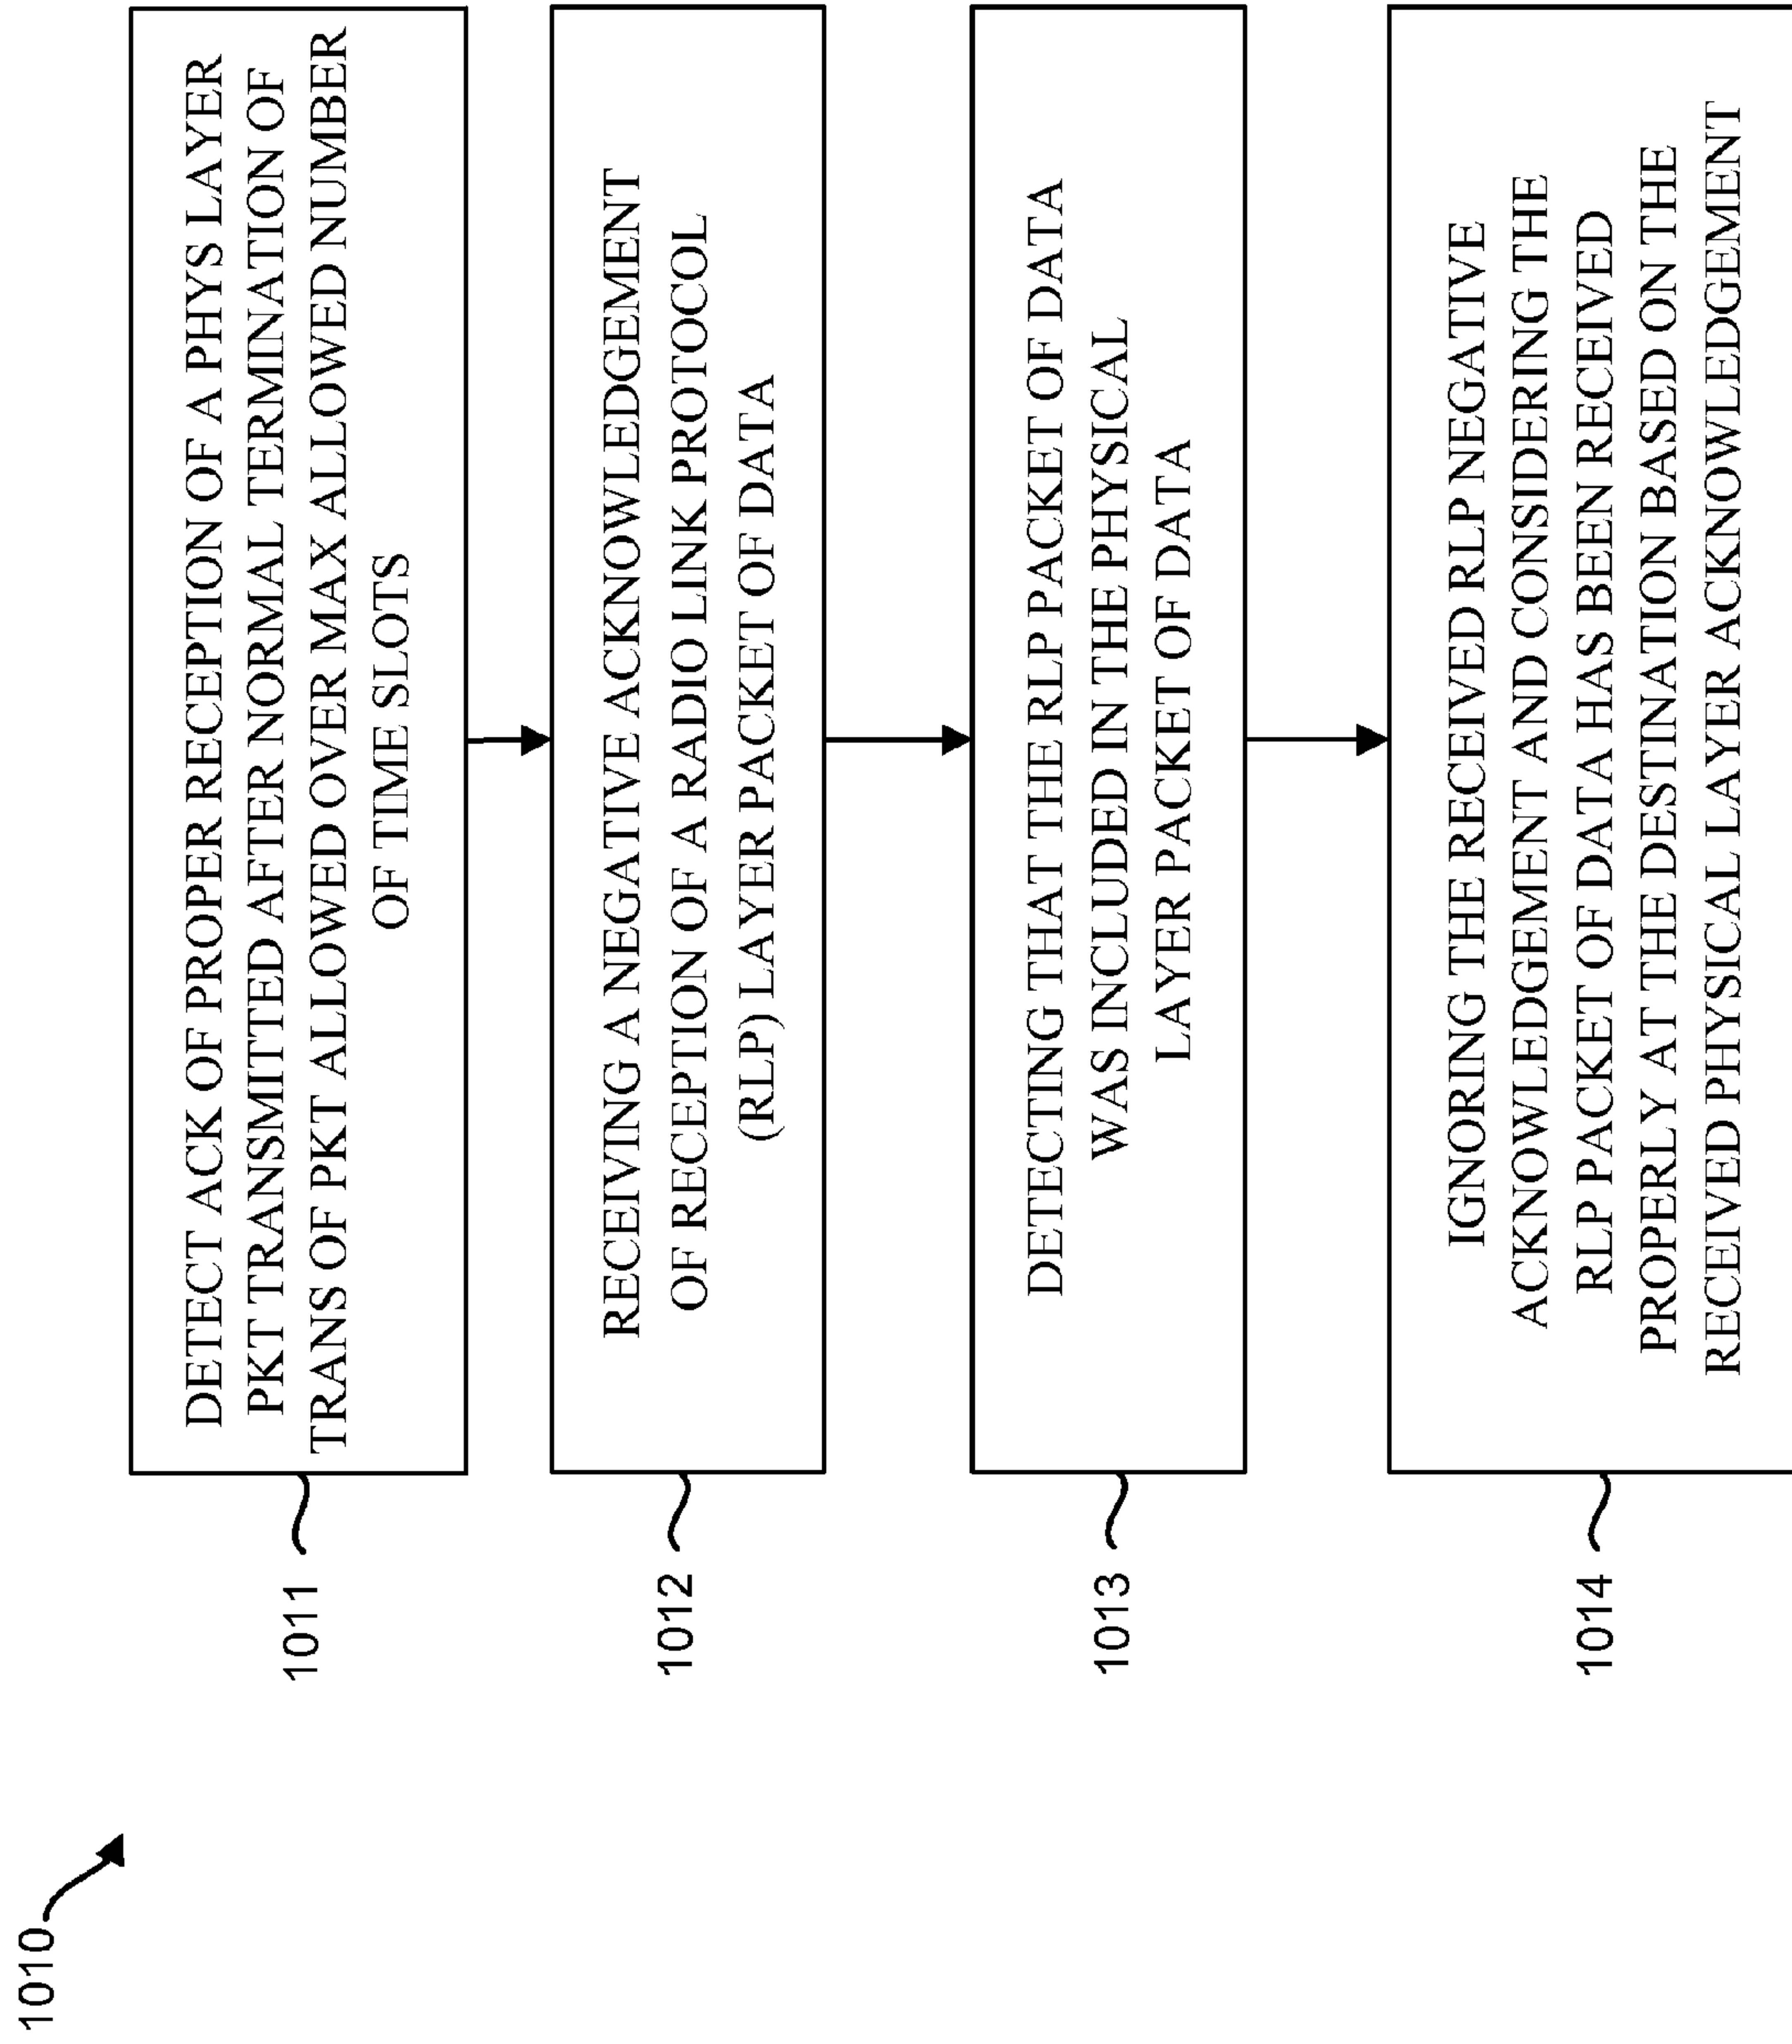 1010
1011
DETECT ACK OF PROPER RECEPTION OF A PHYS LAYER
PKT TRANSMITTED AFTER NORMAL TERMINATION OF
TRANS OF PKT ALLOWED OVER MAX ALLOWED NUMBER
OF TIME SLOTS
1012
RECEIVING A NEGATIVE ACKNOWLEDGEMENT
OF RECEPTION OF A RADIO LINK PROTOCOL
(RLP) LAYER PACKET OF DATA
1013
DETECTING THAT THE RLP PACKET OF DATA
WAS INCLUDED IN THE PHYSICAL
LAYER PACKET OF DATA
1014
IGNORING THE RECEIVED RLP NEGATIVE
ACKNOWLEDGEMENT AND CONSIDERING THE
RLP PACKET OF DATA HAS BEEN RECEIVED
PROPERLY AT THE DESTINATION BASED ON THE
RECEIVED PHYSICAL LAYER ACKNOWLEDGEMENT